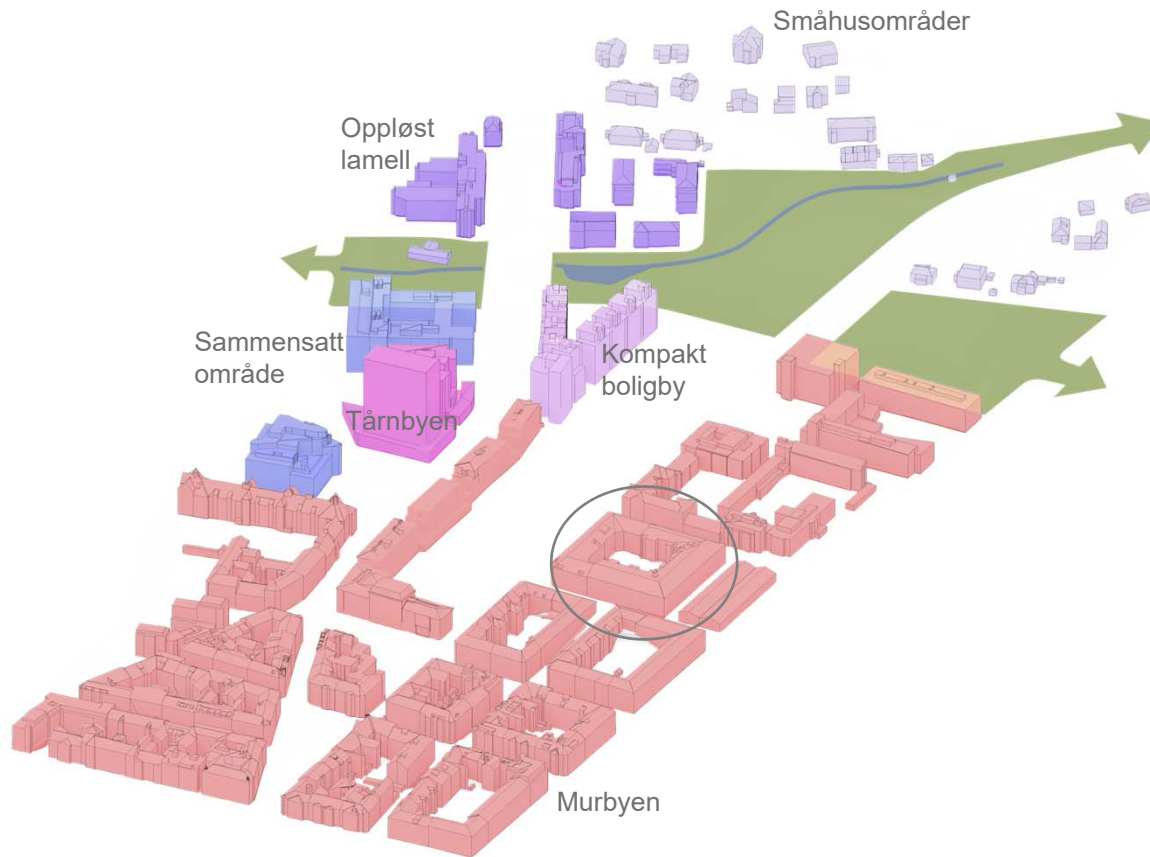 Småhusområder
Oppløst
lamell
Sammensatt
område
Kompakt
boligby
Tårnbyen
Murbyen